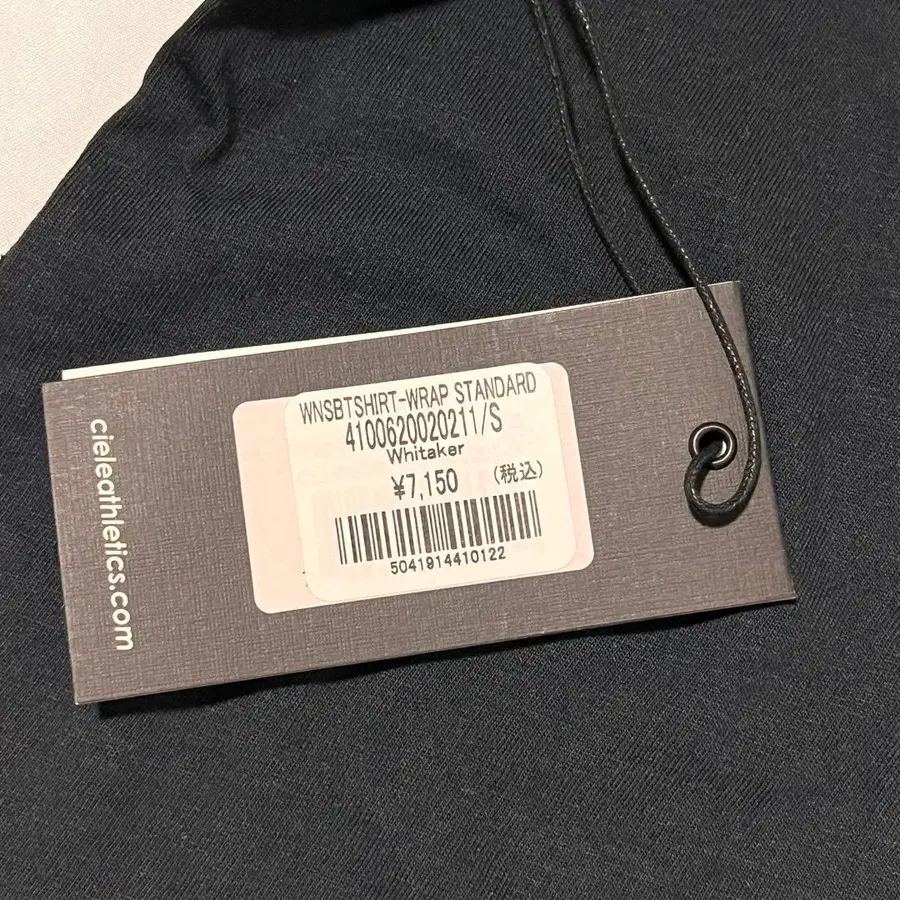 cieleathletics.com
WNSBTSHIRT-WRAP STANDARD
4100620020211/S
Whitaker
¥7,150 (税込)
5041914410122